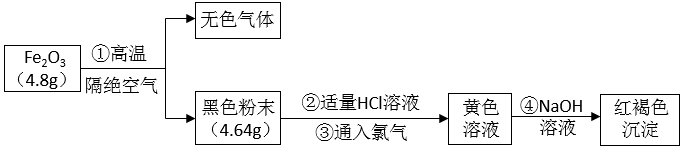 无色气体
Fe₂O₃
（4.8g）
①高温
隔绝空气
黑色粉末
（4.64g）
②适量HCl溶液
③通入氯气
黄色
溶液
④NaOH
溶液
红褐色
沉淀